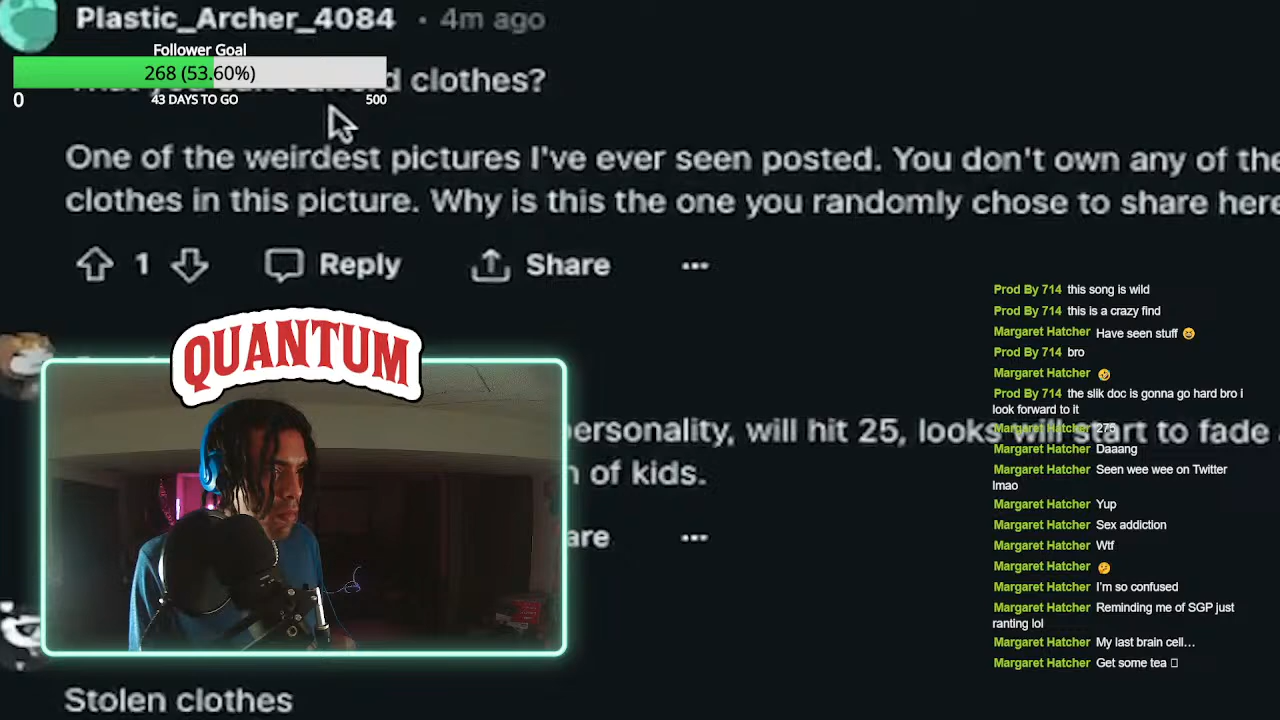 Plastic_Archer_4084 • 4m ago
Follower Goal
268 (53.60%)
clothes?
0 43 DAYS TO GO 500
One of the weirdest pictures I've ever seen posted. You don't own any of the
clothes in this picture. Why is this the one you randomly chose to share here
1 Reply Share ...
QUANTUM
personality, will hit 25, looks will start to fade
of kids.
...
Stolen clothes
Prod By 714 this song is wild
Prod By 714 this is a crazy find
Margaret Hatcher Have seen stuff 😆
Prod By 714 bro
Margaret Hatcher 🤣
Prod By 714 the slik doc is gonna go hard bro i
look forward to it
Margaret Hatcher 275
Margaret Hatcher Daaang
Margaret Hatcher Seen wee wee on Twitter
lmao
Margaret Hatcher Yup
Margaret Hatcher Sex addiction
Margaret Hatcher Wtf
Margaret Hatcher 🤔
Margaret Hatcher I'm so confused
Margaret Hatcher Reminding me of SGP just
ranting lol
Margaret Hatcher My last brain cell…
Margaret Hatcher Get some tea